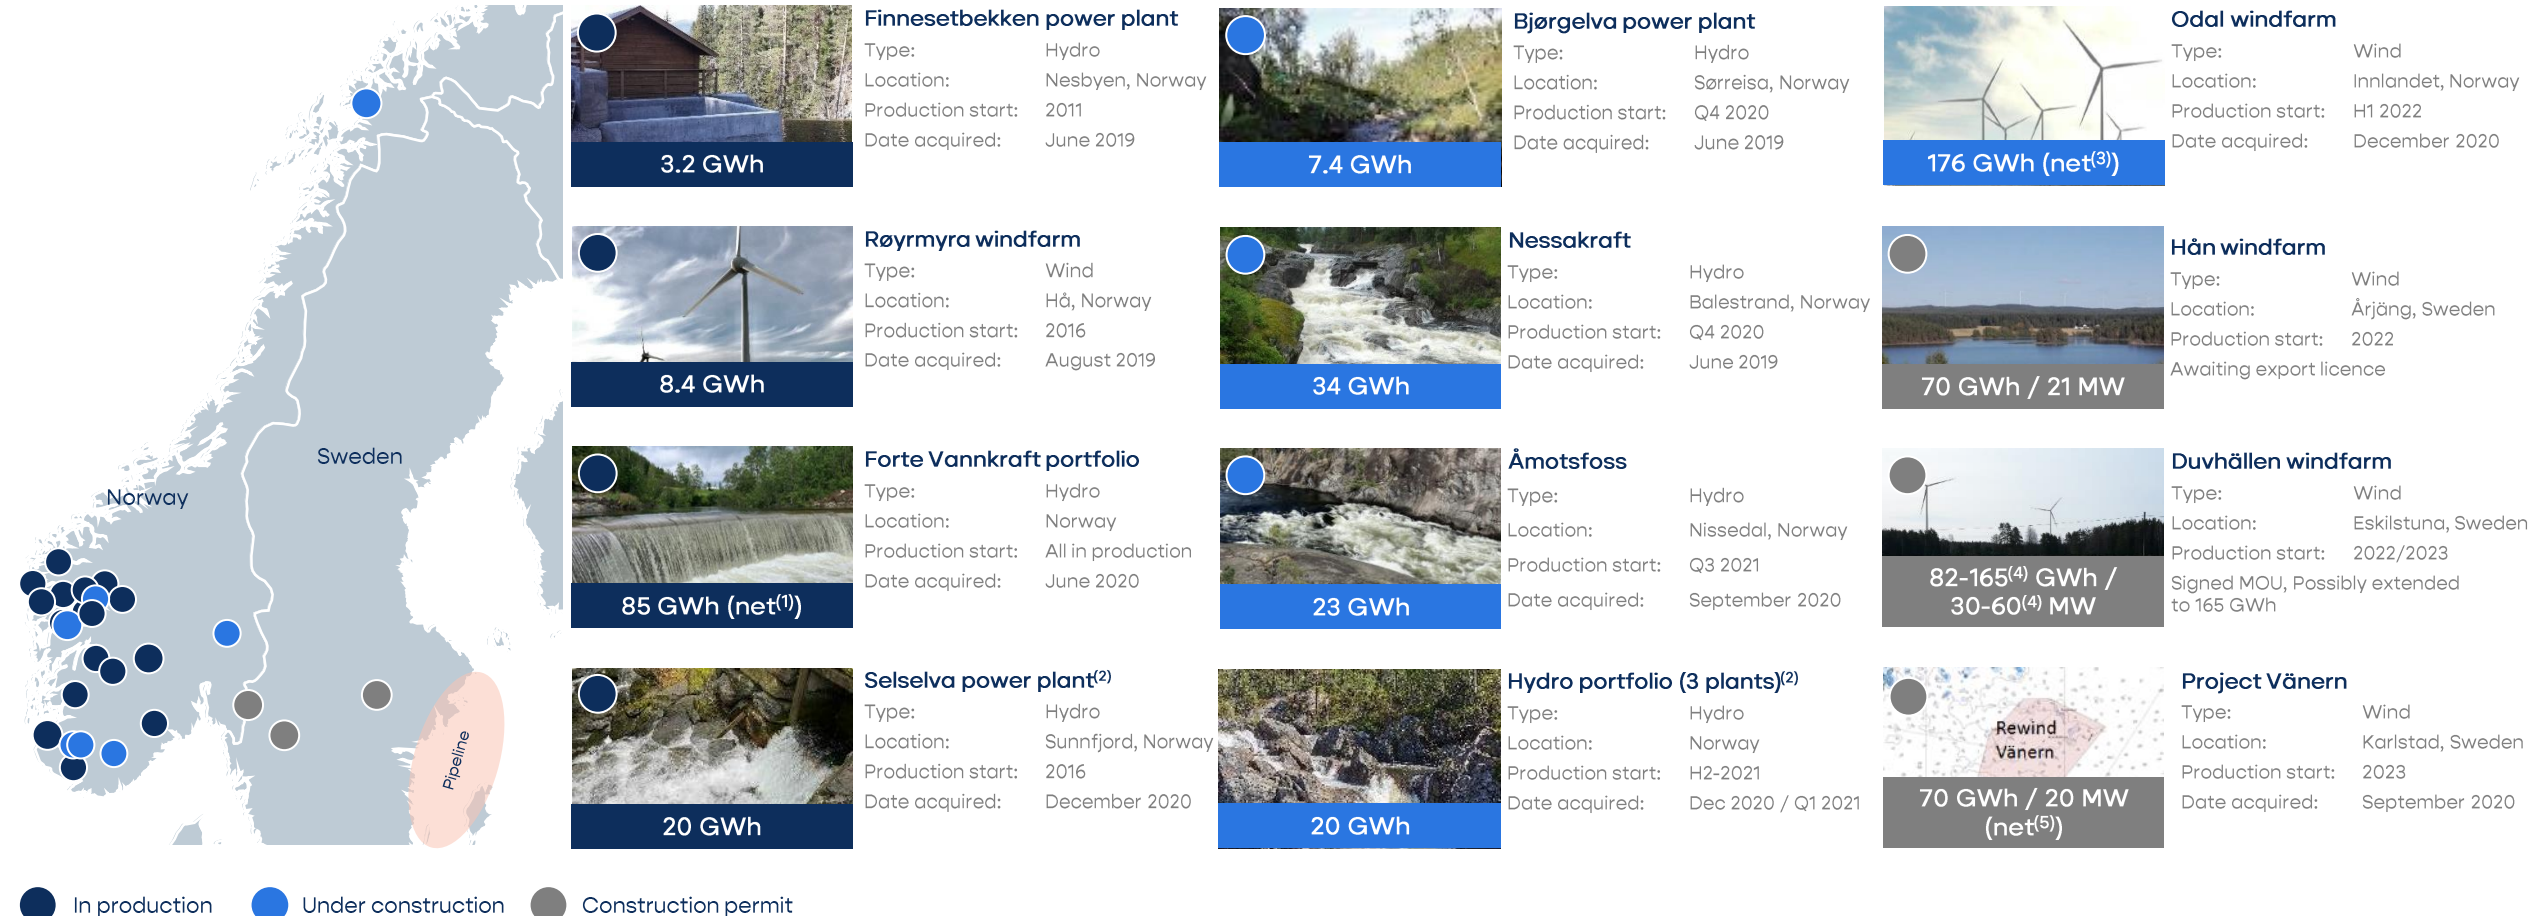 Sweden
Norway
Pipeline
In production
Under construction
Construction permit
3.2 GWh
Finnesetbekken power plant
Type: Hydro
Location: Nesbyen, Norway
Production start: 2011
Date acquired: June 2019
8.4 GWh
Røyrmyra windfarm
Type: Wind
Location: Hå, Norway
Production start: 2016
Date acquired: August 2019
85 GWh (net(1))
Forte Vannkraft portfolio
Type: Hydro
Location: Norway
Production start: All in production
Date acquired: June 2020
20 GWh
Selselva power plant(2)
Type: Hydro
Location: Sunnfjord, Norway
Production start: 2016
Date acquired: December 2020
7.4 GWh
Bjørgelva power plant
Type: Hydro
Location: Sørreisa, Norway
Production start: Q4 2020
Date acquired: June 2019
34 GWh
Nessakraft
Type: Hydro
Location: Balestrand, Norway
Production start: Q4 2020
Date acquired: June 2019
23 GWh
Åmotsfoss
Type: Hydro
Location: Nissedal, Norway
Production start: Q3 2021
Date acquired: September 2020
20 GWh
Hydro portfolio (3 plants)(2)
Type: Hydro
Location: Norway
Production start: H2-2021
Date acquired: Dec 2020 / Q1 2021
176 GWh (net(3))
Odal windfarm
Type: Wind
Location: Innlandet, Norway
Production start: H1 2022
Date acquired: December 2020
70 GWh / 21 MW
Hån windfarm
Type: Wind
Location: Årjäng, Sweden
Production start: 2022
Awaiting export licence
82-165(4) GWh /
30-60(4) MW
Duvhällen windfarm
Type: Wind
Location: Eskilstuna, Sweden
Production start: 2022/2023
Signed MOU, Possibly extended
to 165 GWh
Rewind
Vänern
70 GWh / 20 MW
(net(5))
Project Vänern
Type: Wind
Location: Karlstad, Sweden
Production start: 2023
Date acquired: September 2020